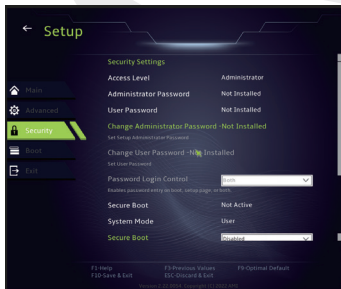 ← Setup
Security Settings
Access Level Administrator
Main Administrator Password Not Installed
Advanced User Password Not Installed
Security Change Administrator Password -Not Installed
Set Setup Administrator Password
Boot Change User Password -Not Installed
Set User Password
Exit Password Login Control Both
Enables password entry on boot, setup page, or both.
Secure Boot Not Active
System Mode User
Secure Boot Disabled
F1-Help F3-Previous Values F9-Optimal Default
F10-Save & Exit ESC-Discard & Exit